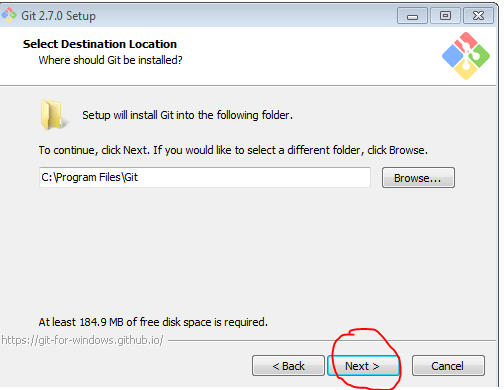 Git 2.7.0 Setup
Select Destination Location
Where should Git be installed?
Setup will install Git into the following folder.
To continue, click Next. If you would like to select a different folder, click Browse.
C:\Program Files\Git
Browse...
At least 184.9 MB of free disk space is required.
https://git-for-windows.github.io/
< Back
Next >
Cancel